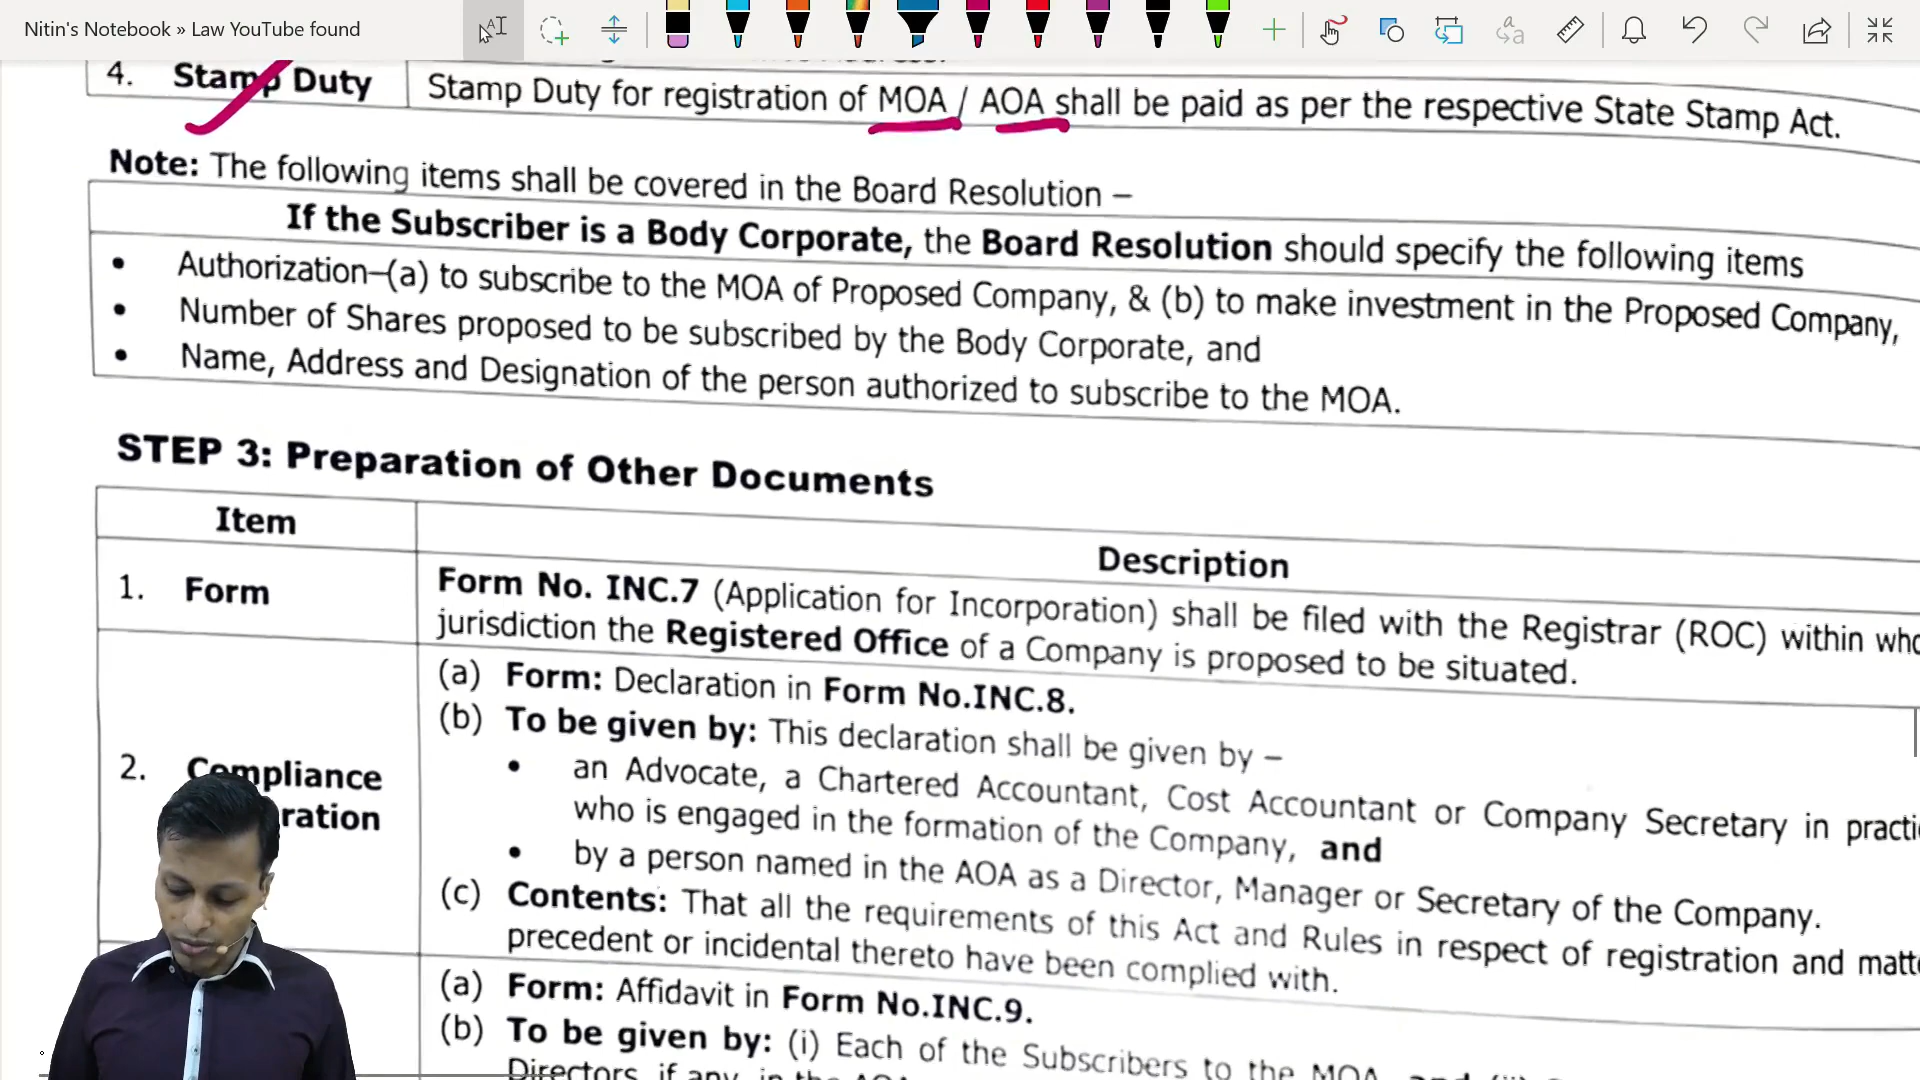 Nitin's Notebook » Law YouTube found
4. Stamp Duty Stamp Duty for registration of MOA / AOA shall be paid as per the respective State Stamp Act.
Note: The following items shall be covered in the Board Resolution –
If the Subscriber is a Body Corporate, the Board Resolution should specify the following items
• Authorization–(a) to subscribe to the MOA of Proposed Company, & (b) to make investment in the Proposed Company,
• Number of Shares proposed to be subscribed by the Body Corporate, and
• Name, Address and Designation of the person authorized to subscribe to the MOA.
STEP 3: Preparation of Other Documents
Item Description
1. Form Form No. INC.7 (Application for Incorporation) shall be filed with the Registrar (ROC) within
jurisdiction the Registered Office of a Company is proposed to be situated.
(a) Form: Declaration in Form No.INC.8.
(b) To be given by: This declaration shall be given by –
2. Compliance • an Advocate, a Chartered Accountant, Cost Accountant or Company Secretary in
who is engaged in the formation of the Company, and
• by a person named in the AOA as a Director, Manager or Secretary of the Company.
(c) Contents: That all the requirements of this Act and Rules in respect of registration and
precedent or incidental thereto have been complied with.
(a) Form: Affidavit in Form No.INC.9.
(b) To be given by: (i) Each of the Subscribers to the MOA, and
Directors, if any, in the AOA